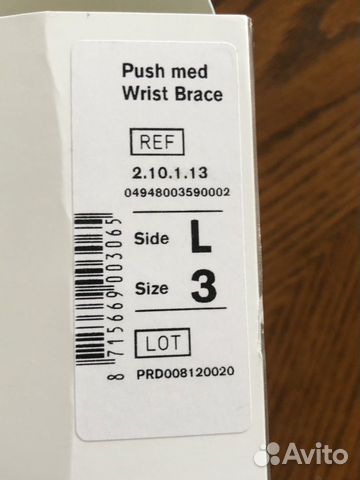 Push med
Wrist Brace
REF
2.10.1.13
04948003590002
Side L
Size 3
LOT
PRD008120020
8 715669 003065
Avito